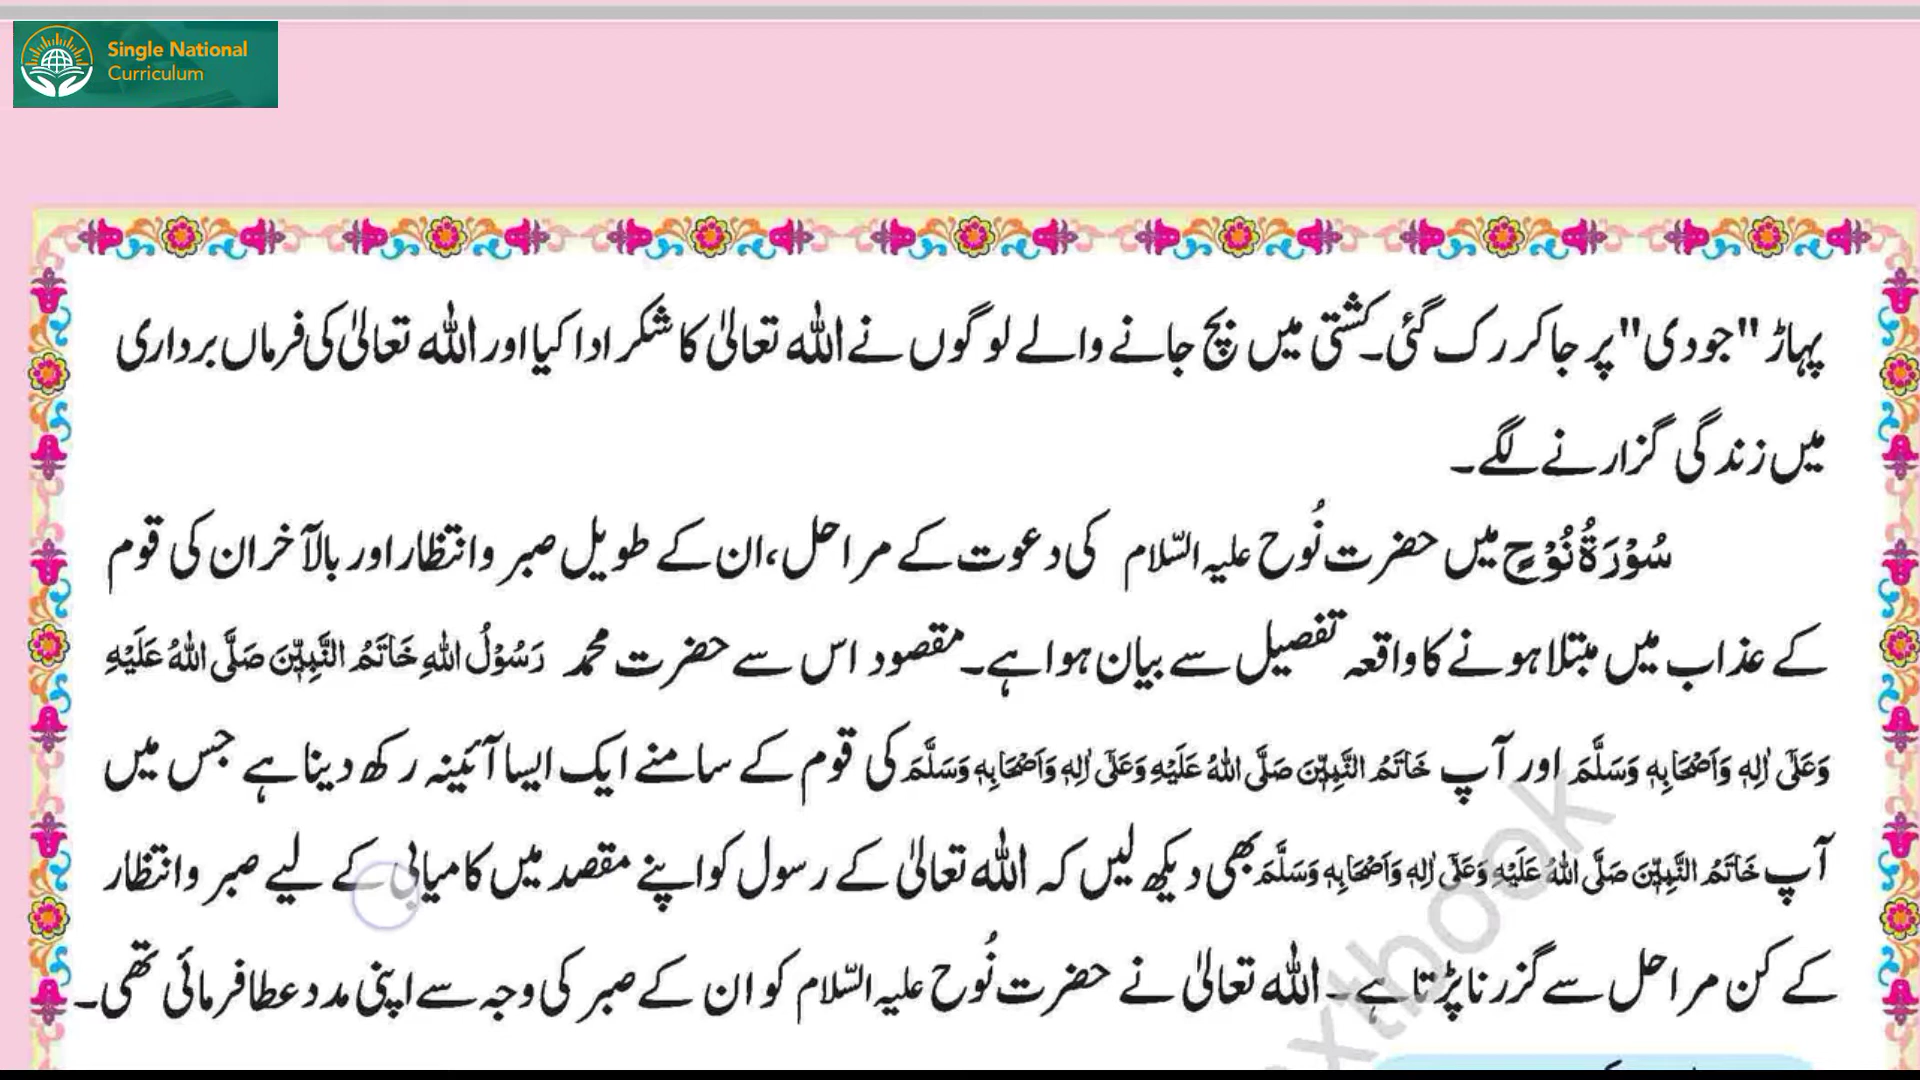 Single National
Curriculum
پہاڑ "جودی" پر جا کر رک گئی۔ کشتی میں بچ جانے والے لوگوں نے اللہ تعالیٰ کا شکر ادا کیا اور اللہ تعالیٰ کی فرماں برداری
میں زندگی گزارنے لگے۔
سُوْرَۃُ نُوْحٍ میں حضرت نُوح علیہ السّلام کی دعوت کے مراحل، ان کے طویل صبر و انتظار اور بالآخر ان کی قوم
کے عذاب میں مبتلا ہونے کا واقعہ تفصیل سے بیان ہوا ہے۔ مقصود اس سے حضرت محمد رَسُوْلُ اللّٰهِ خَاتَمُ النَّبِيّٖنَ صَلَّى اللّٰهُ عَلَيْهِ
وَعَلٰٓى اٰلِهٖ وَاَصْحَابِهٖ وَسَلَّمَ اور آپ خَاتَمُ النَّبِيّٖنَ صَلَّى اللّٰهُ عَلَيْهِ وَعَلٰٓى اٰلِهٖ وَاَصْحَابِهٖ وَسَلَّمَ کی قوم کے سامنے ایک ایسا آئینہ رکھ دینا ہے جس میں
آپ خَاتَمُ النَّبِيّٖنَ صَلَّى اللّٰهُ عَلَيْهِ وَعَلٰٓى اٰلِهٖ وَاَصْحَابِهٖ وَسَلَّمَ بھی دیکھ لیں کہ اللہ تعالیٰ کے رسول کو اپنے مقصد میں کامیابی کے لیے صبر و انتظار
کے کن مراحل سے گزرنا پڑتا ہے۔ اللہ تعالیٰ نے حضرت نُوح علیہ السّلام کو ان کے صبر کی وجہ سے اپنی مدد عطا فرمائی تھی۔